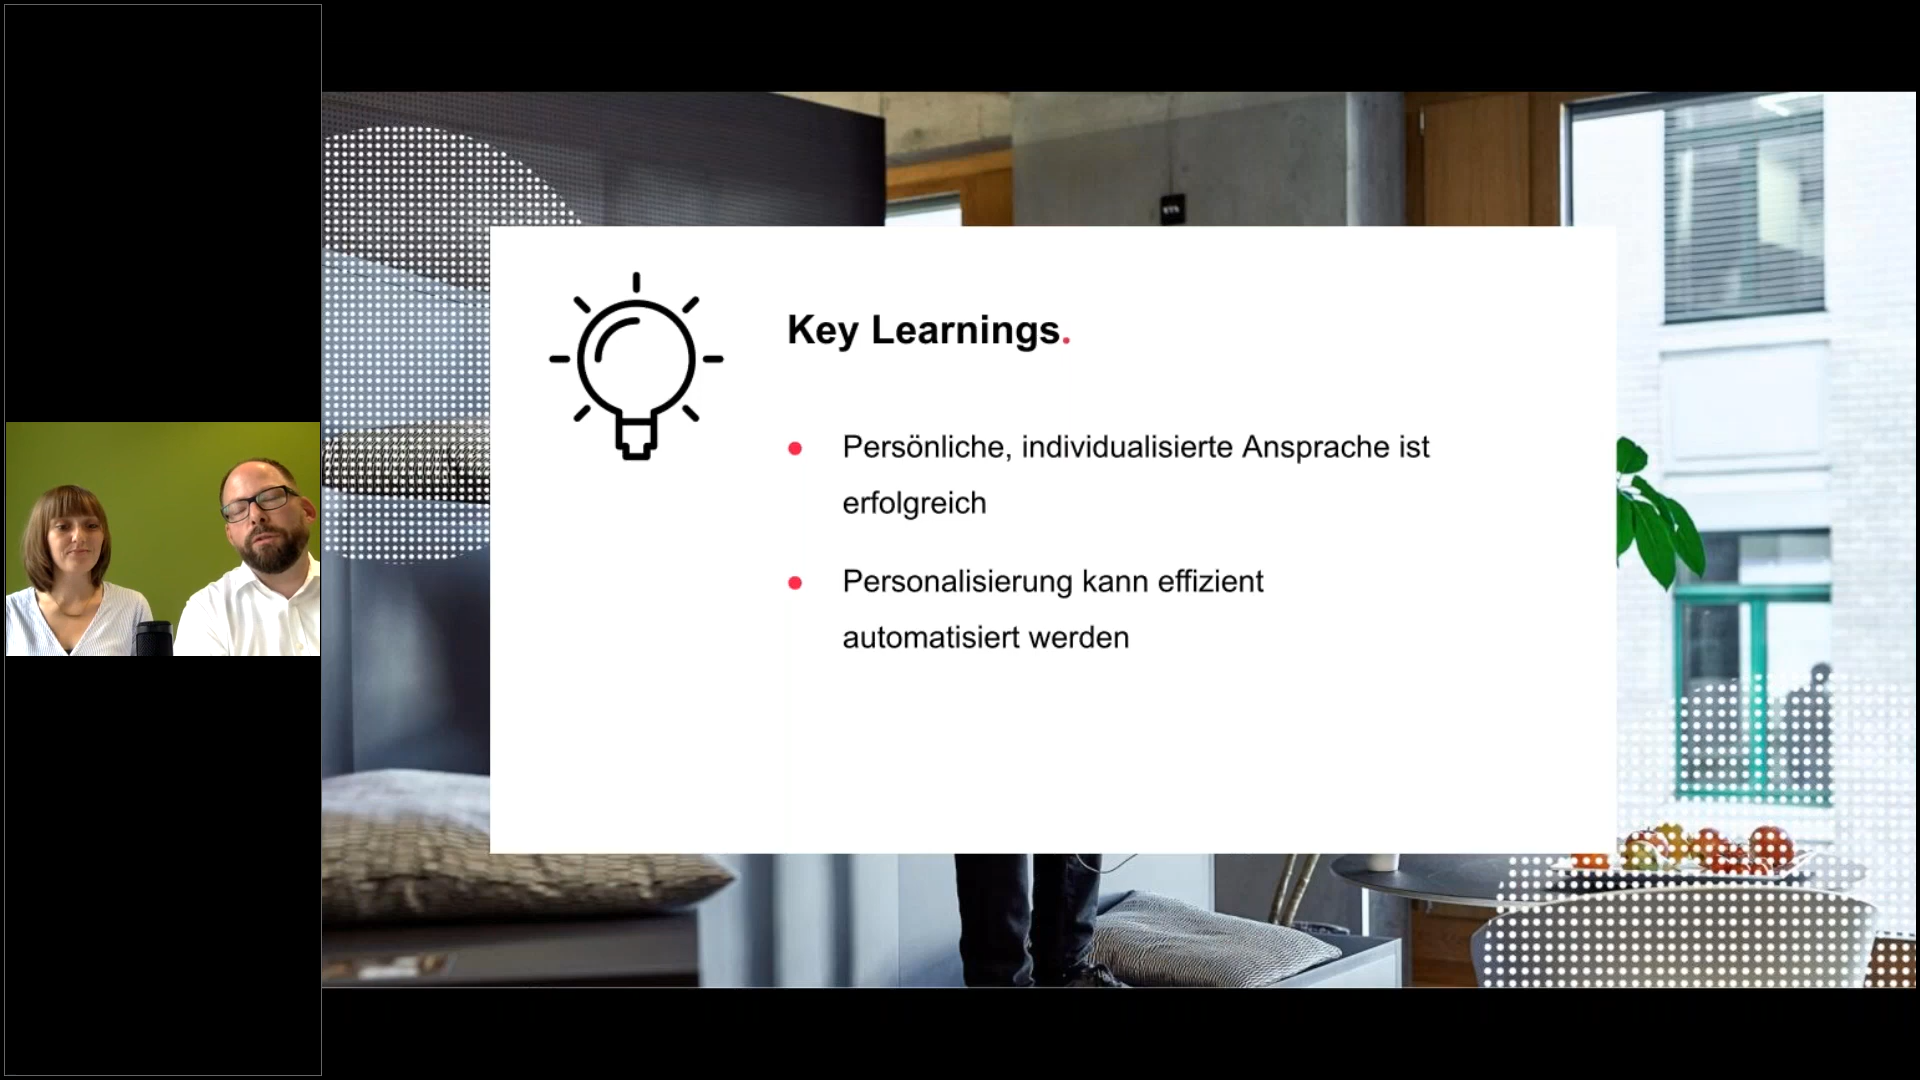 Key Learnings.
● Persönliche, individualisierte Ansprache ist
erfolgreich
● Personalisierung kann effizient
automatisiert werden